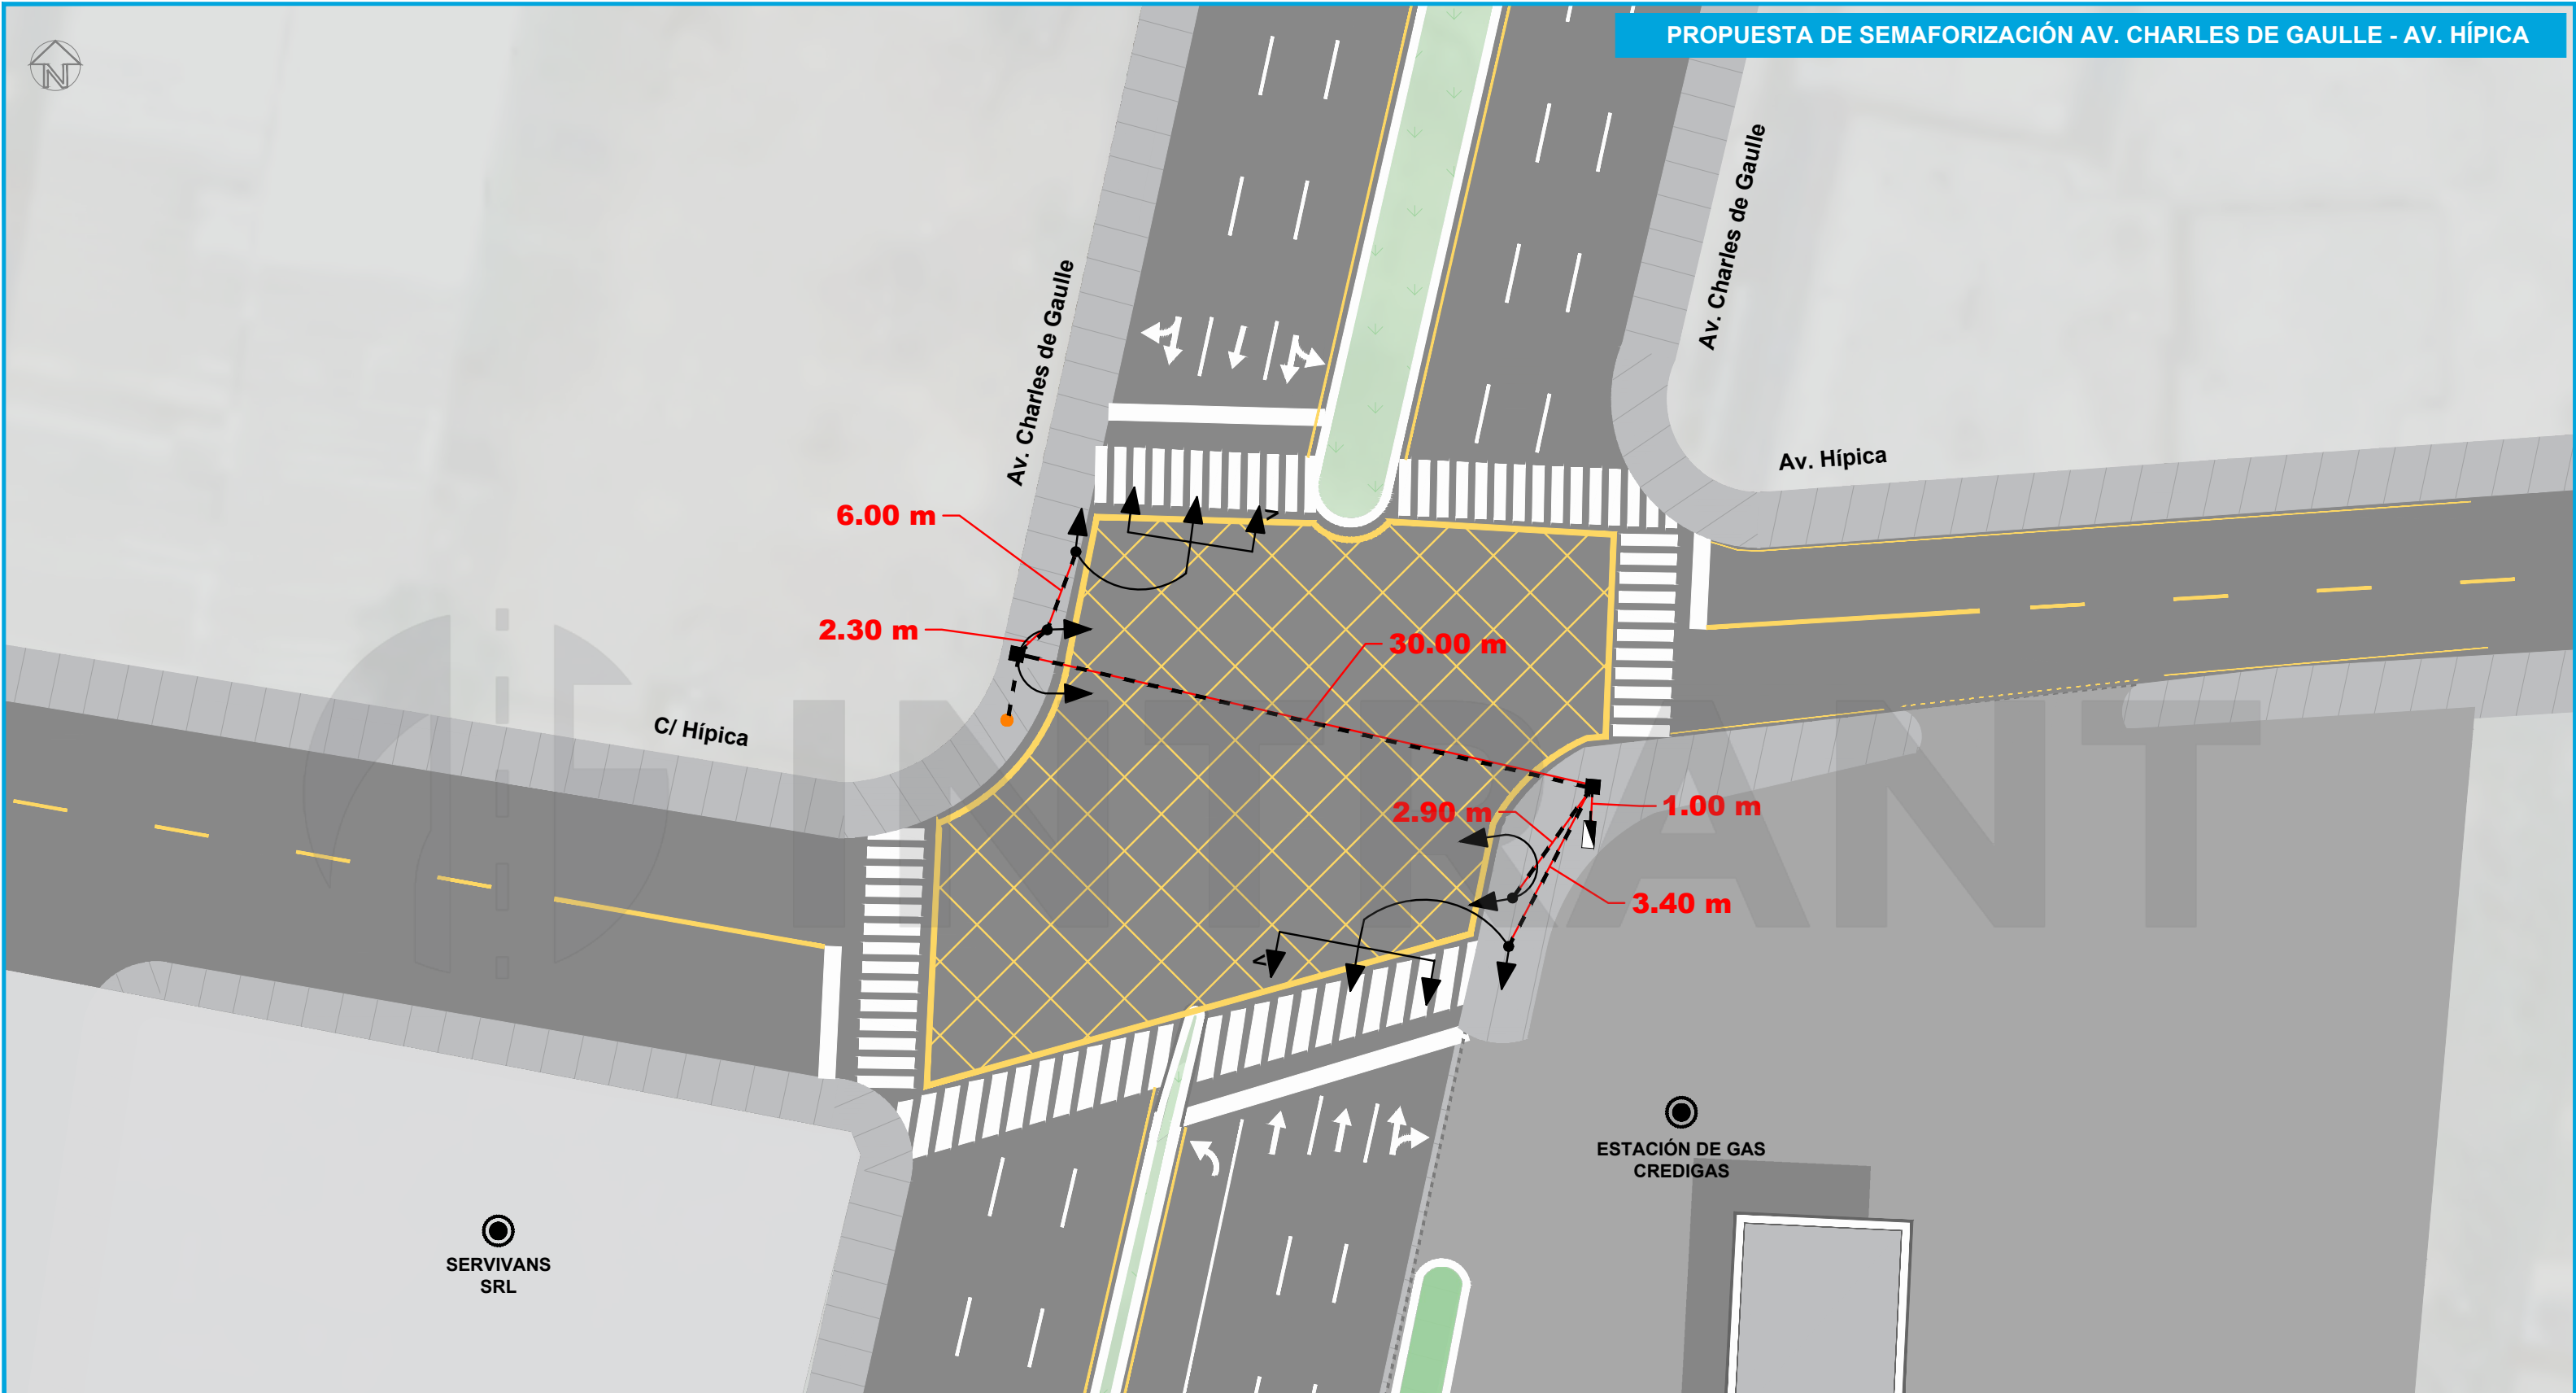 PROPUESTA DE SEMAFORIZACIÓN AV. CHARLES DE GAULLE - AV. HÍPICA
N
Av. Charles de Gaulle
Av. Charles de Gaulle
Av. Hípica
6.00 m
2.30 m
30.00 m
C/ Hípica
INTRANT
2.90 m
1.00 m
3.40 m
ESTACIÓN DE GAS
CREDIGAS
SERVIVANS
SRL